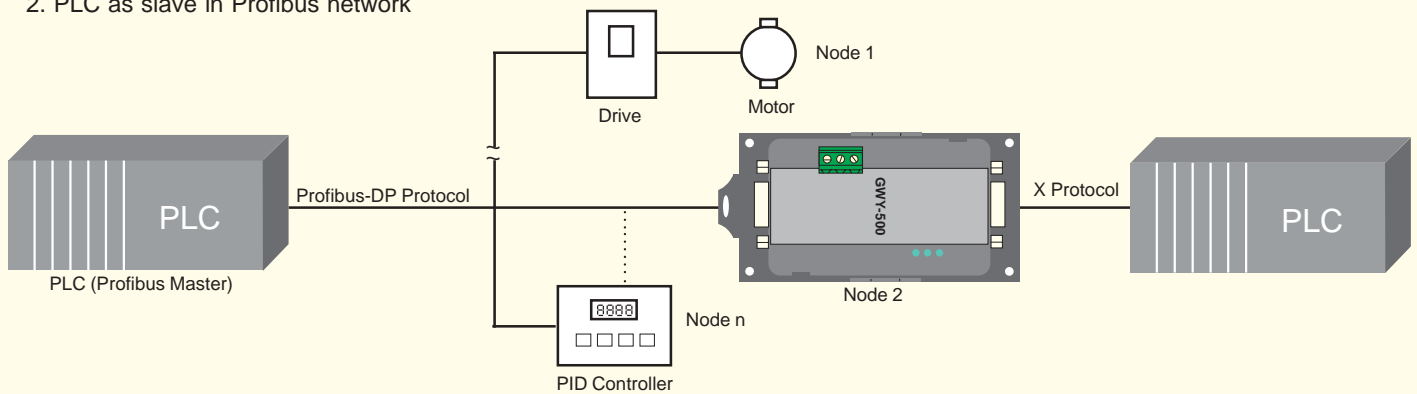 2. PLC as slave in Profibus network
Node 1
Drive
Motor
PLC
Profibus-DP Protocol
GWY-500
X Protocol
PLC
PLC (Profibus Master)
Node 2
8888
Node n
PID Controller